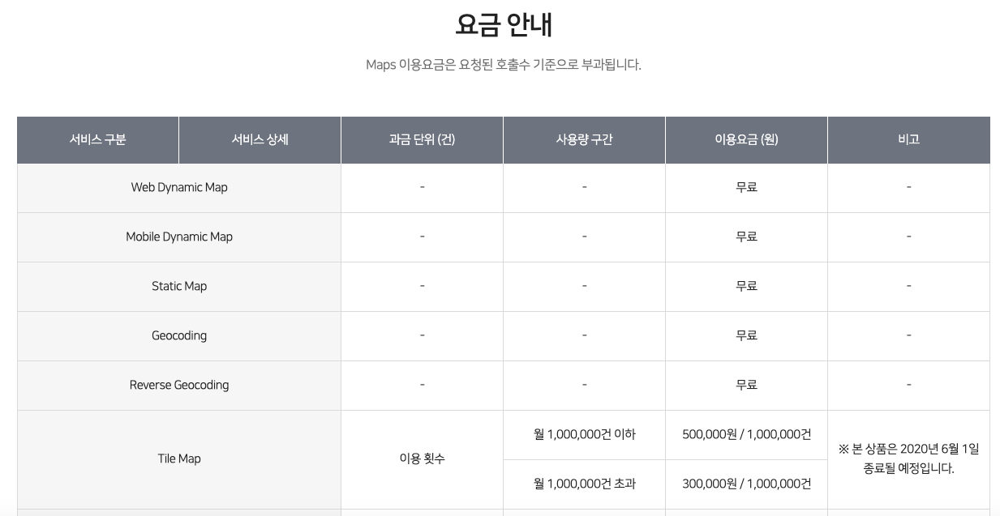 요금 안내
Maps 이용요금은 요청된 호출수 기준으로 부과됩니다.
서비스 구분 서비스 상세 과금 단위 (건) 사용량 구간 이용요금 (원) 비고
Web Dynamic Map - - 무료 -
Mobile Dynamic Map - - 무료 -
Static Map - - 무료 -
Geocoding - - 무료 -
Reverse Geocoding - - 무료 -
Tile Map 이용 횟수 월 1,000,000건 이하 500,000원 / 1,000,000건 ※ 본 상품은 2020년 6월 1일
종료될 예정입니다.
월 1,000,000건 초과 300,000원 / 1,000,000건